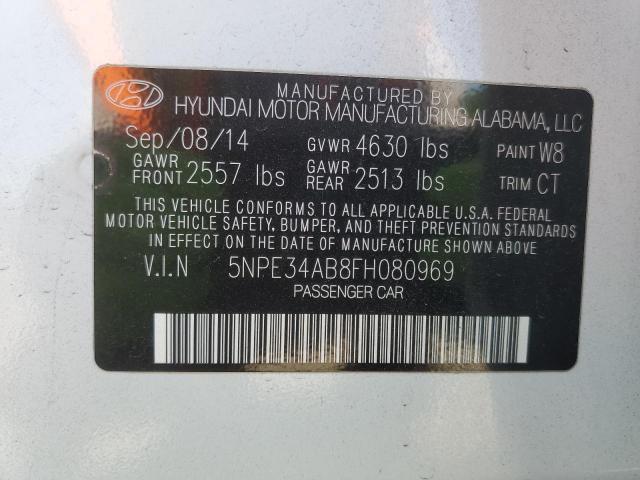 MANUFACTURED BY
HYUNDAI MOTOR MANUFACTURING ALABAMA, LLC
Sep/08/14 GVWR 4630 lbs PAINT W8
GAWR FRONT 2557 lbs GAWR REAR 2513 lbs TRIM CT
THIS VEHICLE CONFORMS TO ALL APPLICABLE U.S.A. FEDERAL
MOTOR VEHICLE SAFETY, BUMPER, AND THEFT PREVENTION STANDARDS
IN EFFECT ON THE DATE OF MANUFACTURE SHOWN ABOVE
V.I.N 5NPE34AB8FH080969
PASSENGER CAR